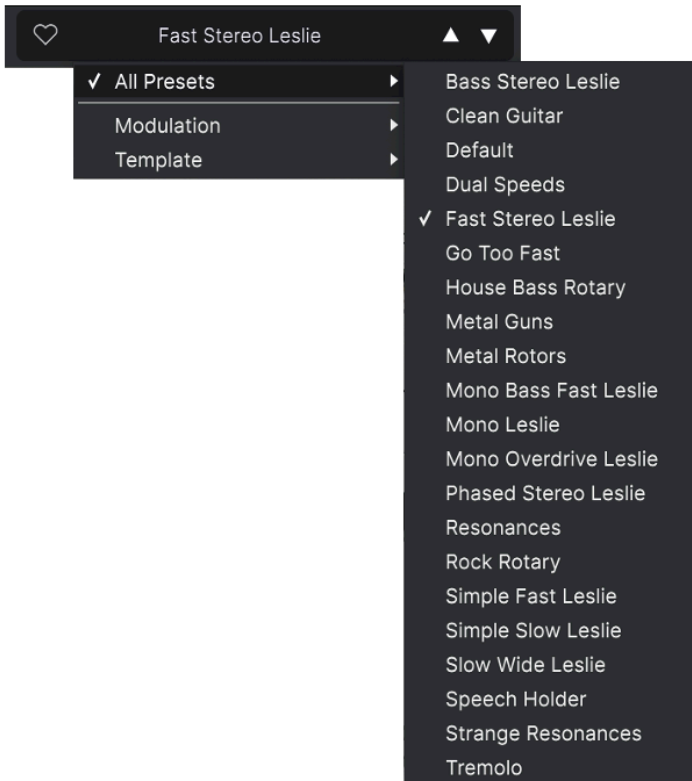 Fast Stereo Leslie
All Presets
Modulation
Template
Bass Stereo Leslie
Clean Guitar
Default
Dual Speeds
Fast Stereo Leslie
Go Too Fast
House Bass Rotary
Metal Guns
Metal Rotors
Mono Bass Fast Leslie
Mono Leslie
Mono Overdrive Leslie
Phased Stereo Leslie
Resonances
Rock Rotary
Simple Fast Leslie
Simple Slow Leslie
Slow Wide Leslie
Speech Holder
Strange Resonances
Tremolo